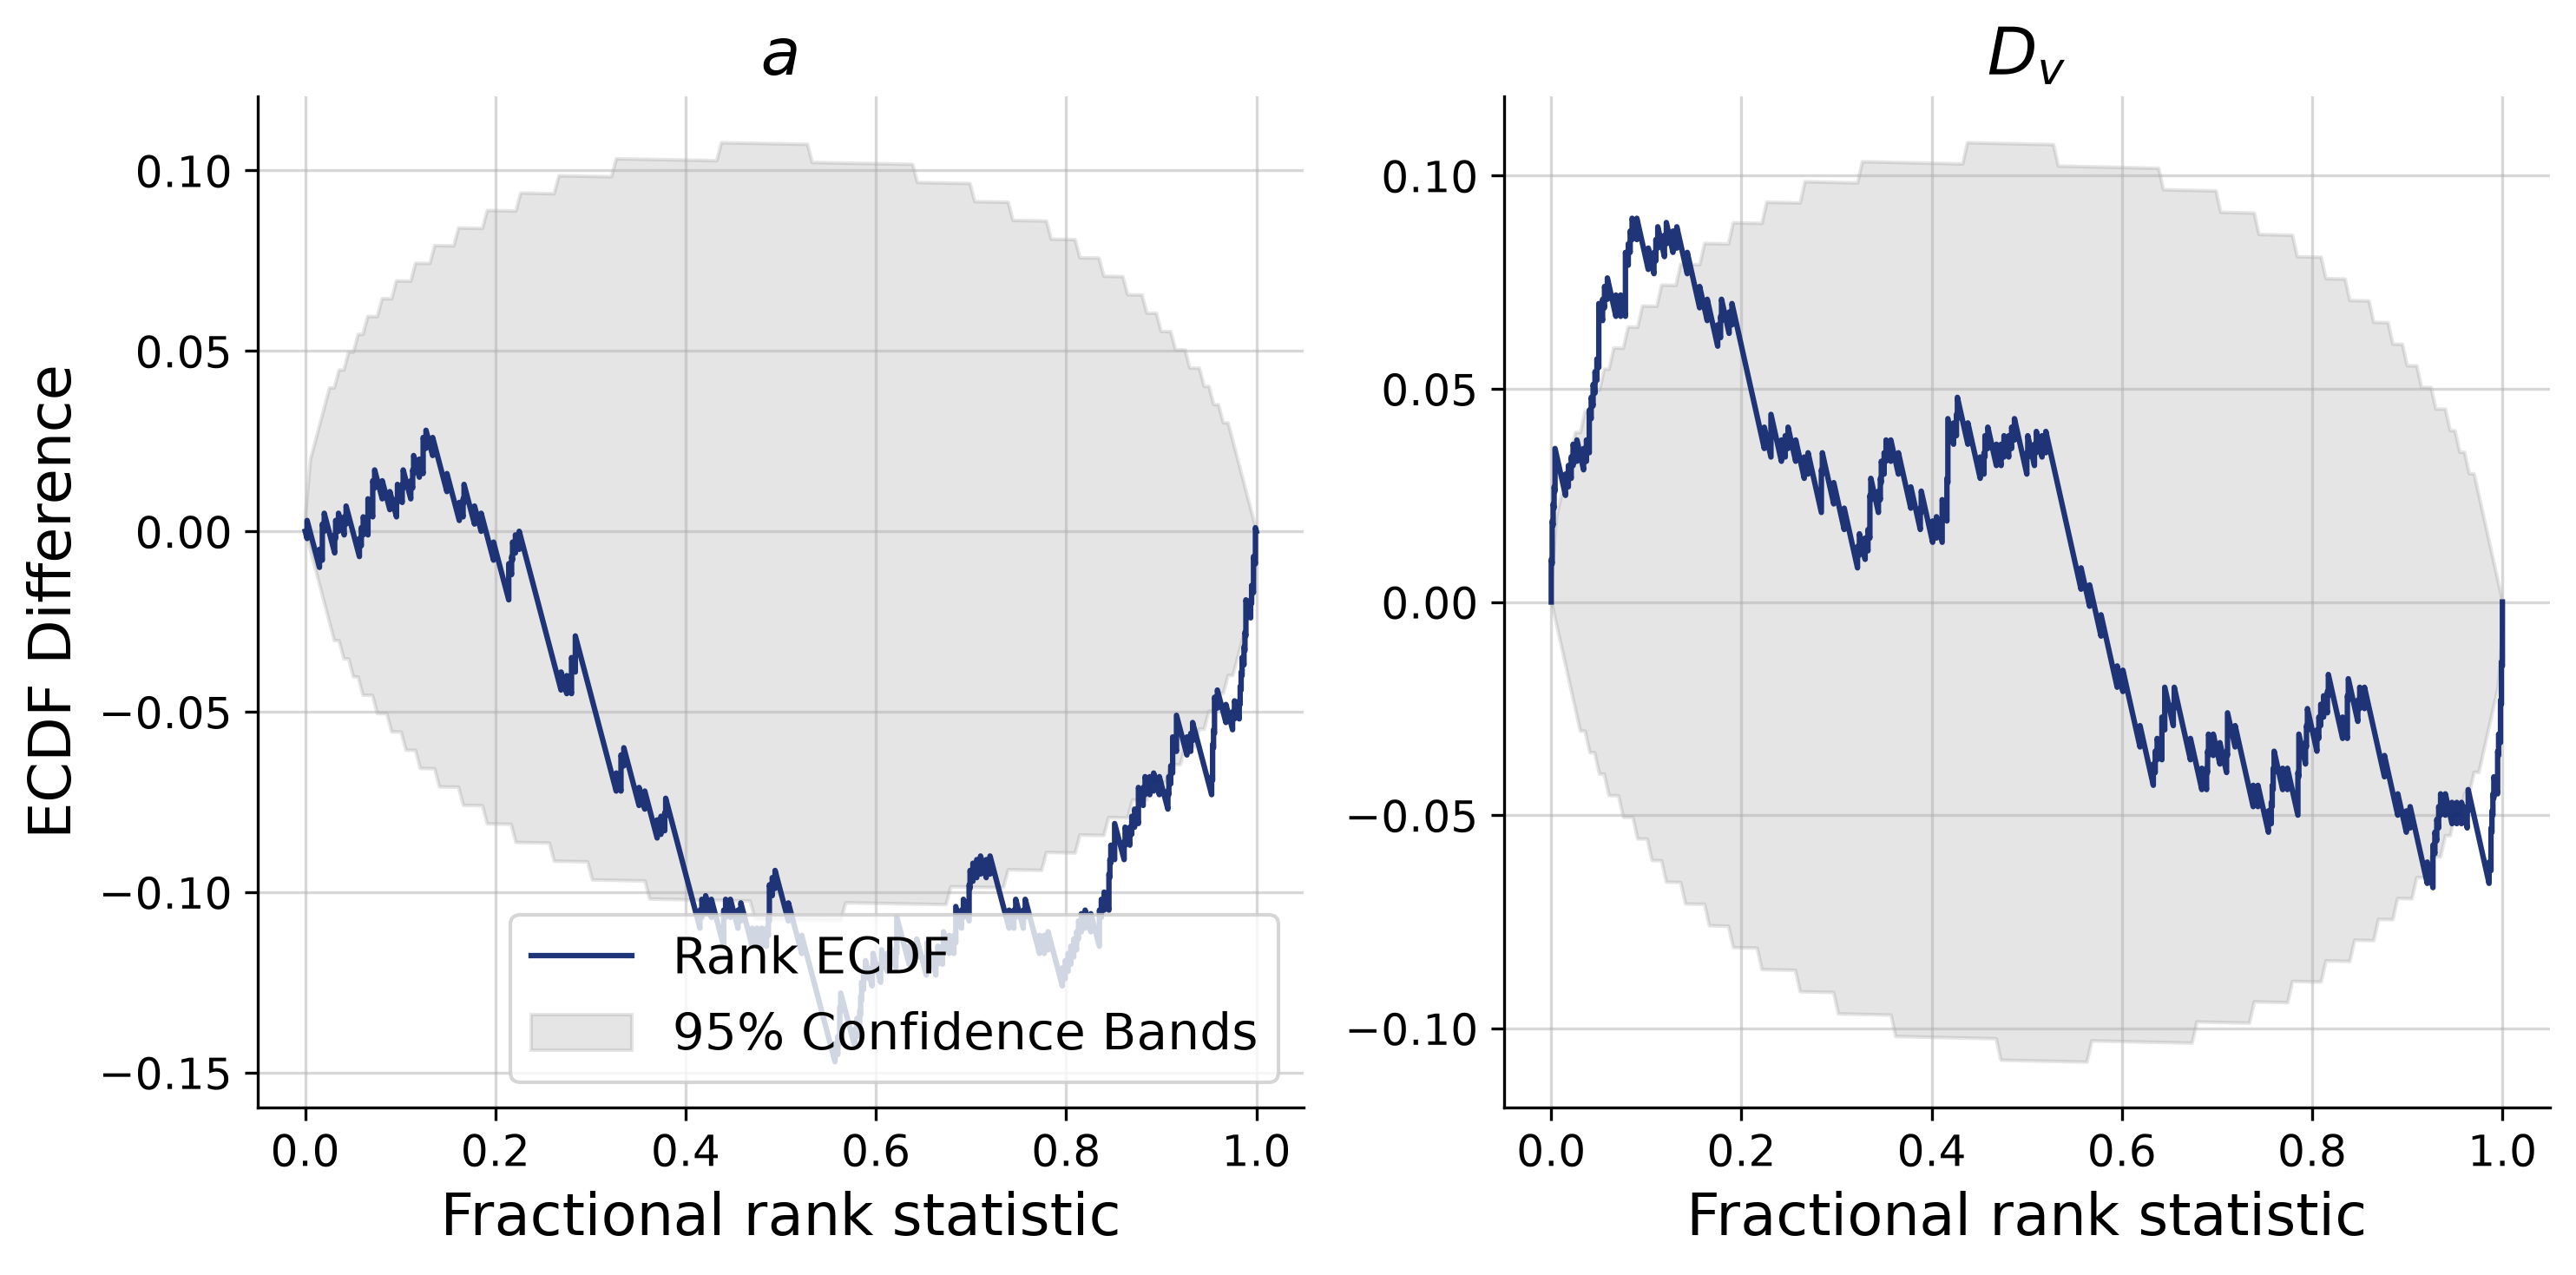 a
ECDF Difference
0.10
0.05
0.00
−0.05
−0.10
−0.15
0.0 0.2 0.4 0.6 0.8 1.0
Fractional rank statistic
Rank ECDF
95% Confidence Bands
D_v
0.10
0.05
0.00
−0.05
−0.10
0.0 0.2 0.4 0.6 0.8 1.0
Fractional rank statistic